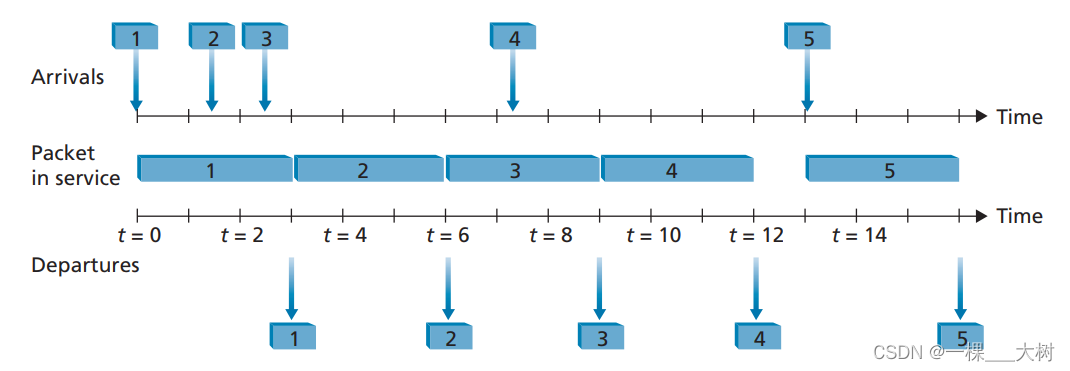 1 2 3 4 5
Arrivals
Time
Packet
in service
1 2 3 4 5
Time
t = 0 t = 2 t = 4 t = 6 t = 8 t = 10 t = 12 t = 14
Departures
1 2 3 4 5
CSDN @一棵___大树